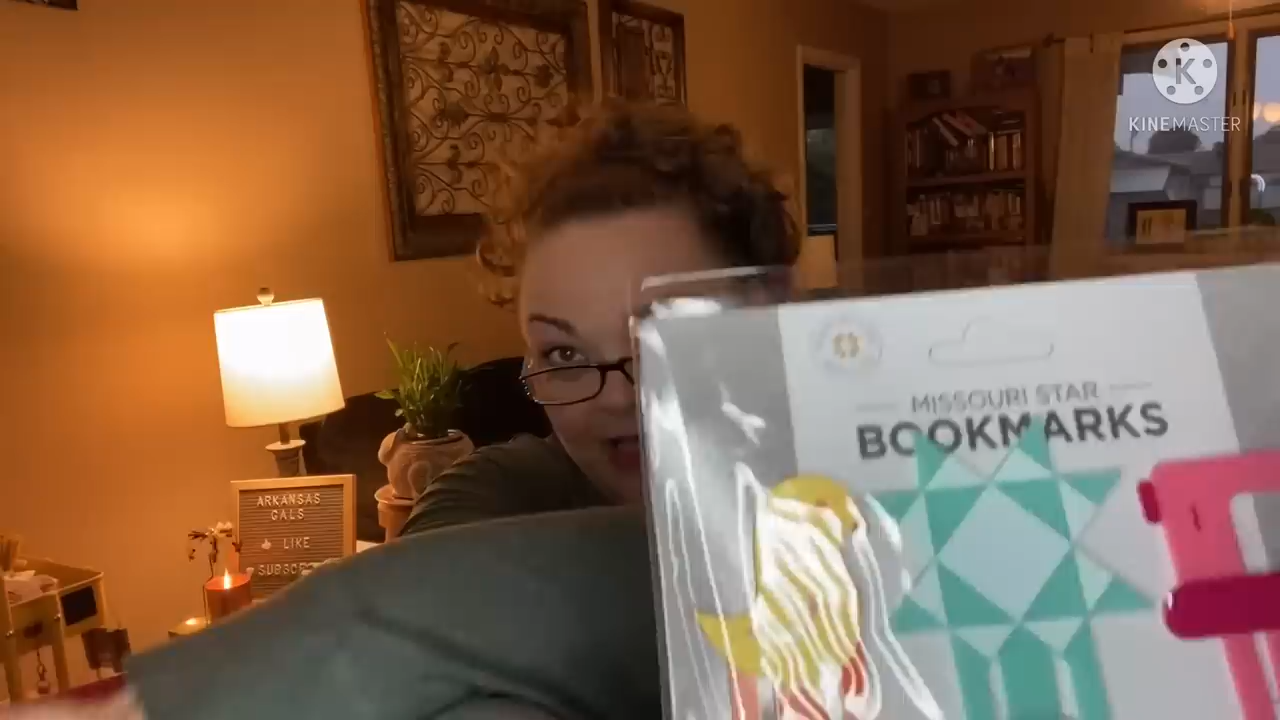 KINEMASTER
MISSOURI STAR
BOOKMARKS
ARKANSAS
GALS
LIKE